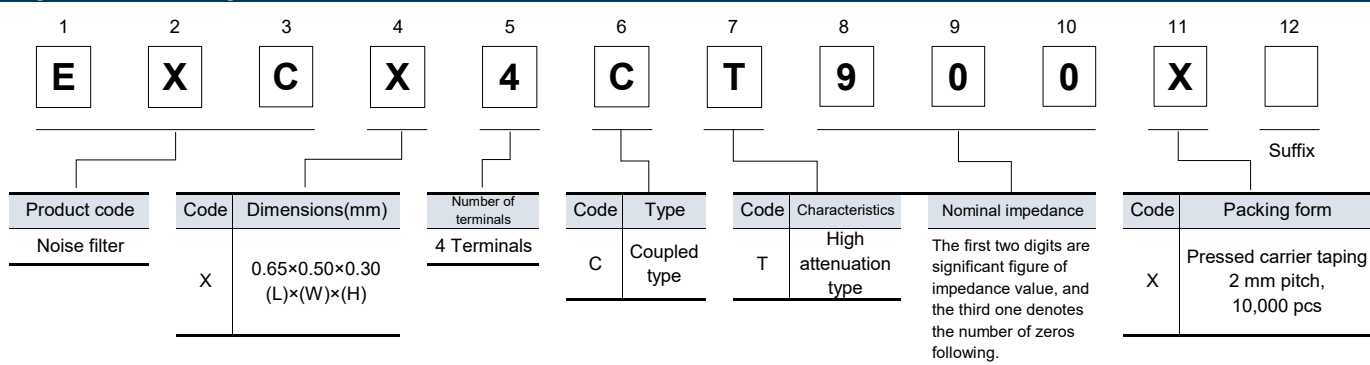 1 2 3 4 5 6 7 8 9 10 11 12
E X C X 4 C T 9 0 0 X
Suffix
Product code
Noise filter
Code Dimensions(mm)
X
0.65×0.50×0.30
(L)×(W)×(H)
Number of
terminals
4 Terminals
Code Type
C
Coupled
type
Code Characteristics
T
High
attenuation
type
Nominal impedance
The first two digits are
significant figure of
impedance value, and
the third one denotes
the number of zeros
following.
Code Packing form
X
Pressed carrier taping
2 mm pitch,
10,000 pcs